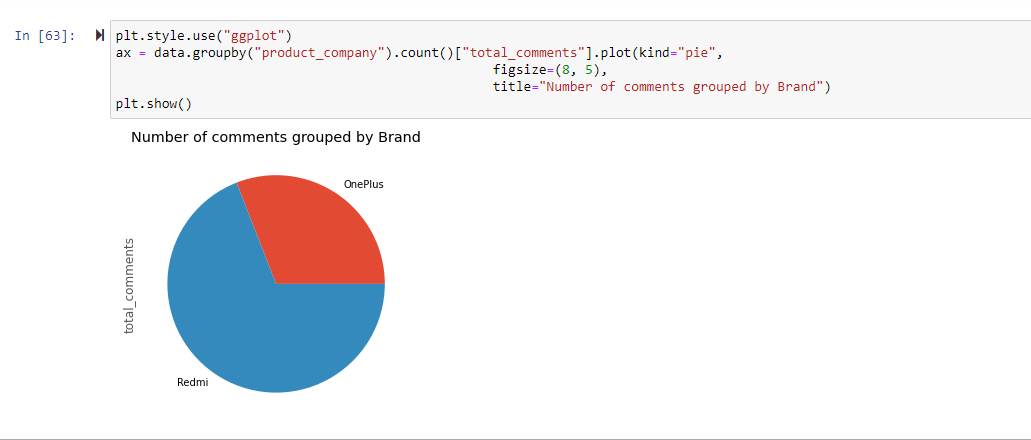 In [63]:
plt.style.use("ggplot")
ax = data.groupby("product_company").count()["total_comments"].plot(kind="pie",
figsize=(8, 5),
title="Number of comments grouped by Brand")
plt.show()
Number of comments grouped by Brand
OnePlus
total_comments
Redmi